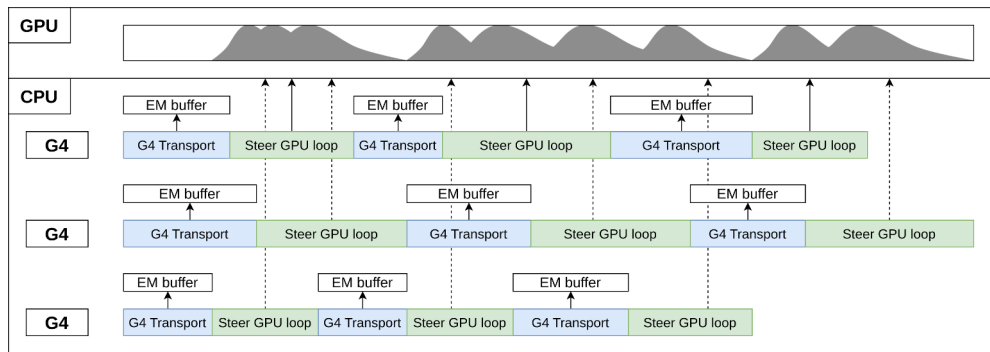 GPU
CPU
EM buffer EM buffer EM buffer
G4 G4 Transport Steer GPU loop G4 Transport Steer GPU loop G4 Transport Steer GPU loop
EM buffer EM buffer EM buffer
G4 G4 Transport Steer GPU loop G4 Transport Steer GPU loop G4 Transport Steer GPU loop
EM buffer EM buffer EM buffer
G4 G4 Transport Steer GPU loop G4 Transport Steer GPU loop G4 Transport Steer GPU loop